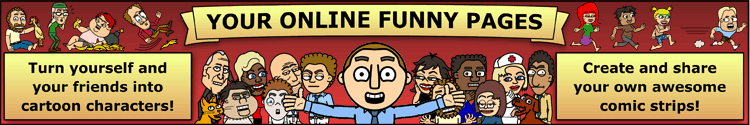 YOUR ONLINE FUNNY PAGES
Turn yourself and
your friends into
cartoon characters!
Create and share
your own awesome
comic strips!